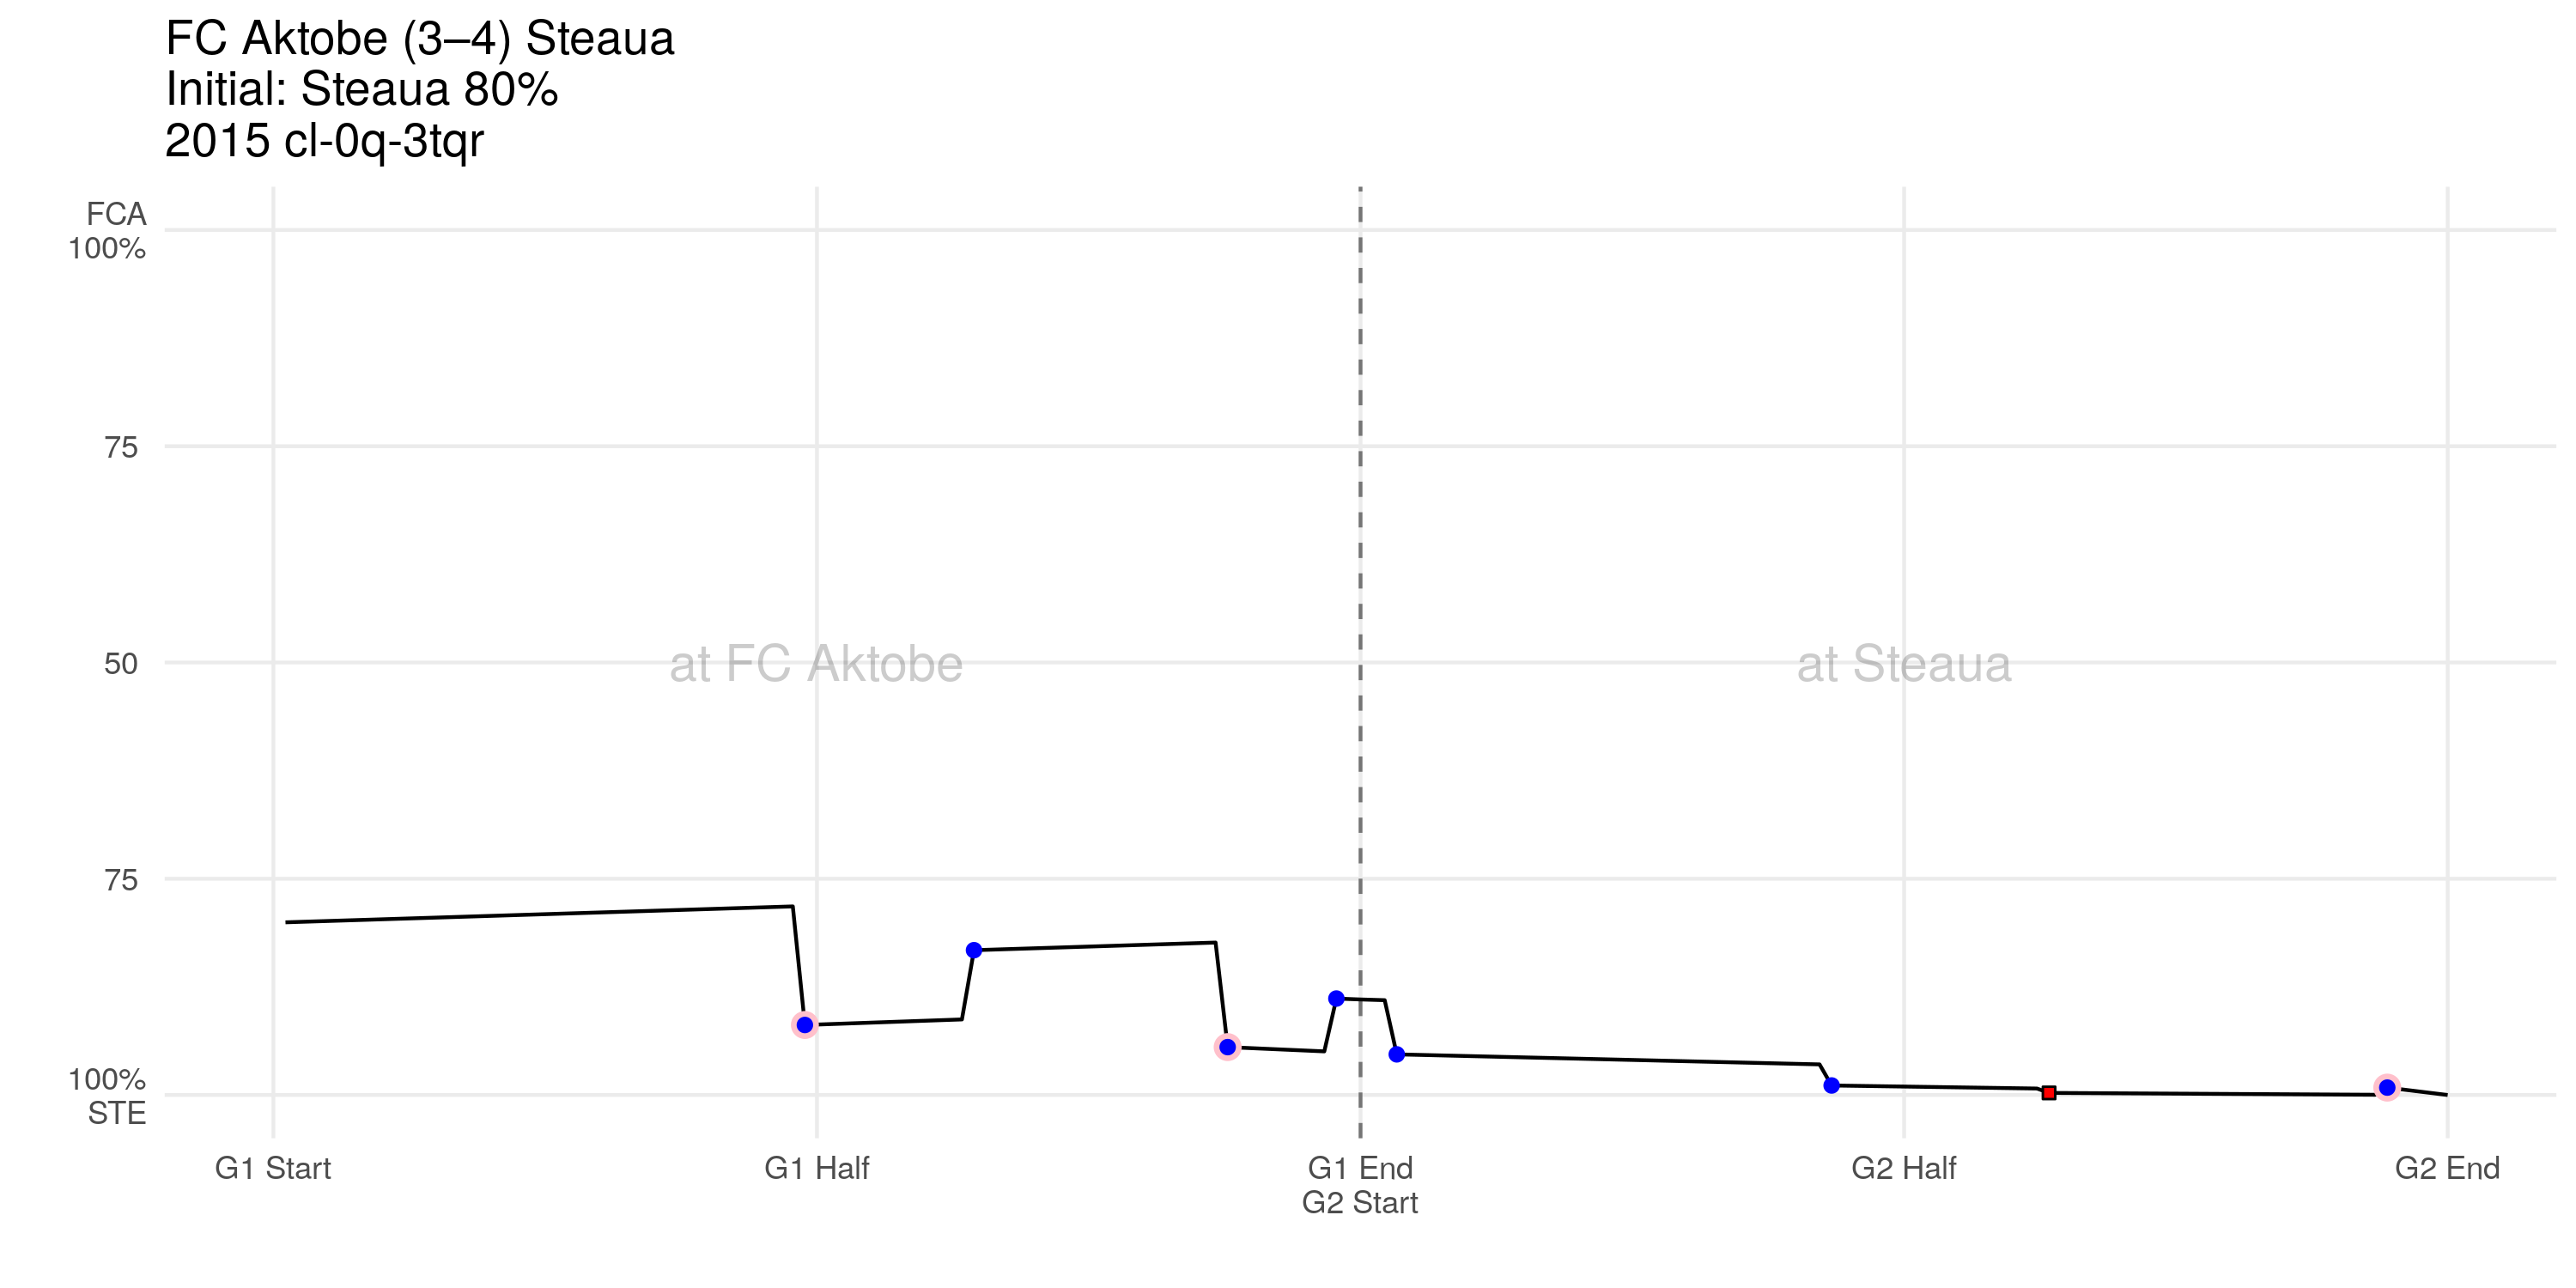 FC Aktobe (3–4) Steaua
Initial: Steaua 80%
2015 cl-0q-3tqr
FCA
100%
75
50
75
100%
STE
at FC Aktobe
at Steaua
G1 Start
G1 Half
G1 End
G2 Start
G2 Half
G2 End